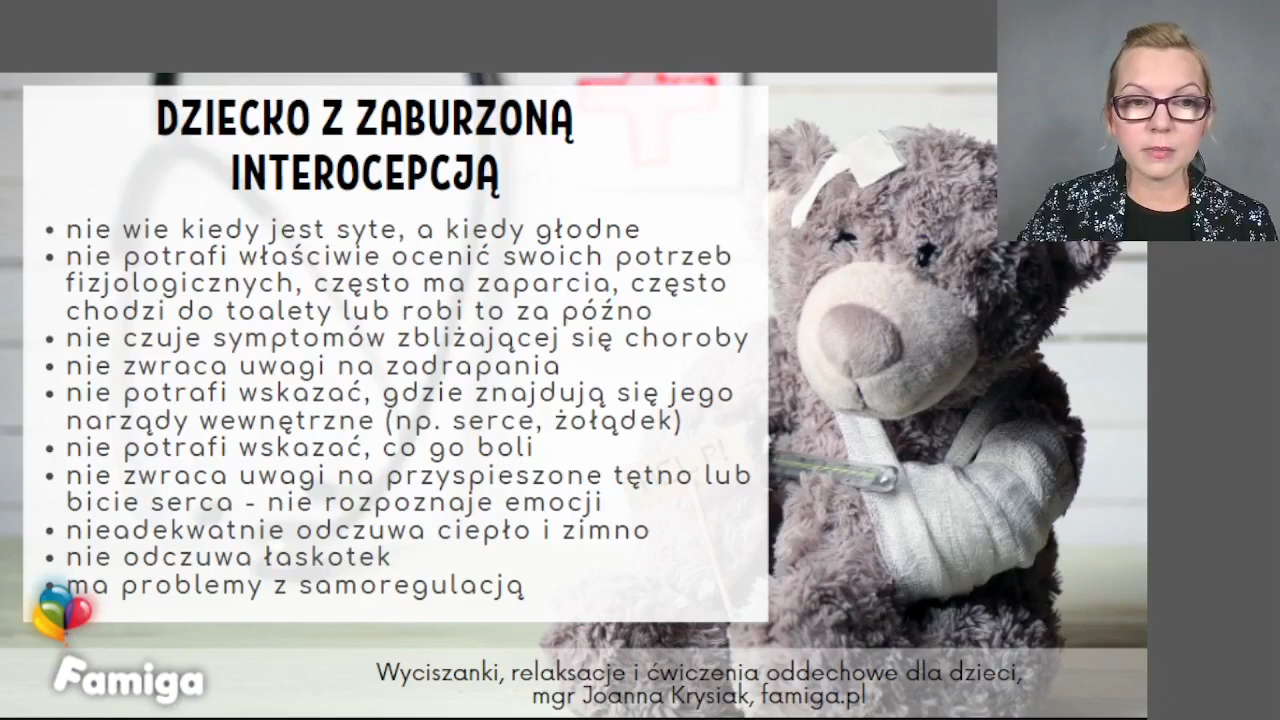 DZIECKO Z ZABURZONĄ
INTEROCEPCJĄ
• nie wie kiedy jest syte, a kiedy głodne
• nie potrafi właściwie ocenić swoich potrzeb
fizjologicznych, często ma zaparcia, często
chodzi do toalety lub robi to za późno
• nie czuje symptomów zbliżającej się choroby
• nie zwraca uwagi na zadrapania
• nie potrafi wskazać, gdzie znajdują się jego
narządy wewnętrzne (np. serce, żołądek)
• nie potrafi wskazać, co go boli
• nie zwraca uwagi na przyspieszone tętno lub
bicie serca - nie rozpoznaje emocji
• nieadekwatnie odczuwa ciepło i zimno
• nie odczuwa łaskotek
• ma problemy z samoregulacją
Famiga
Wyciszanki, relaksacje i ćwiczenia oddechowe dla dzieci,
mgr Joanna Krysiak, famiga.pl